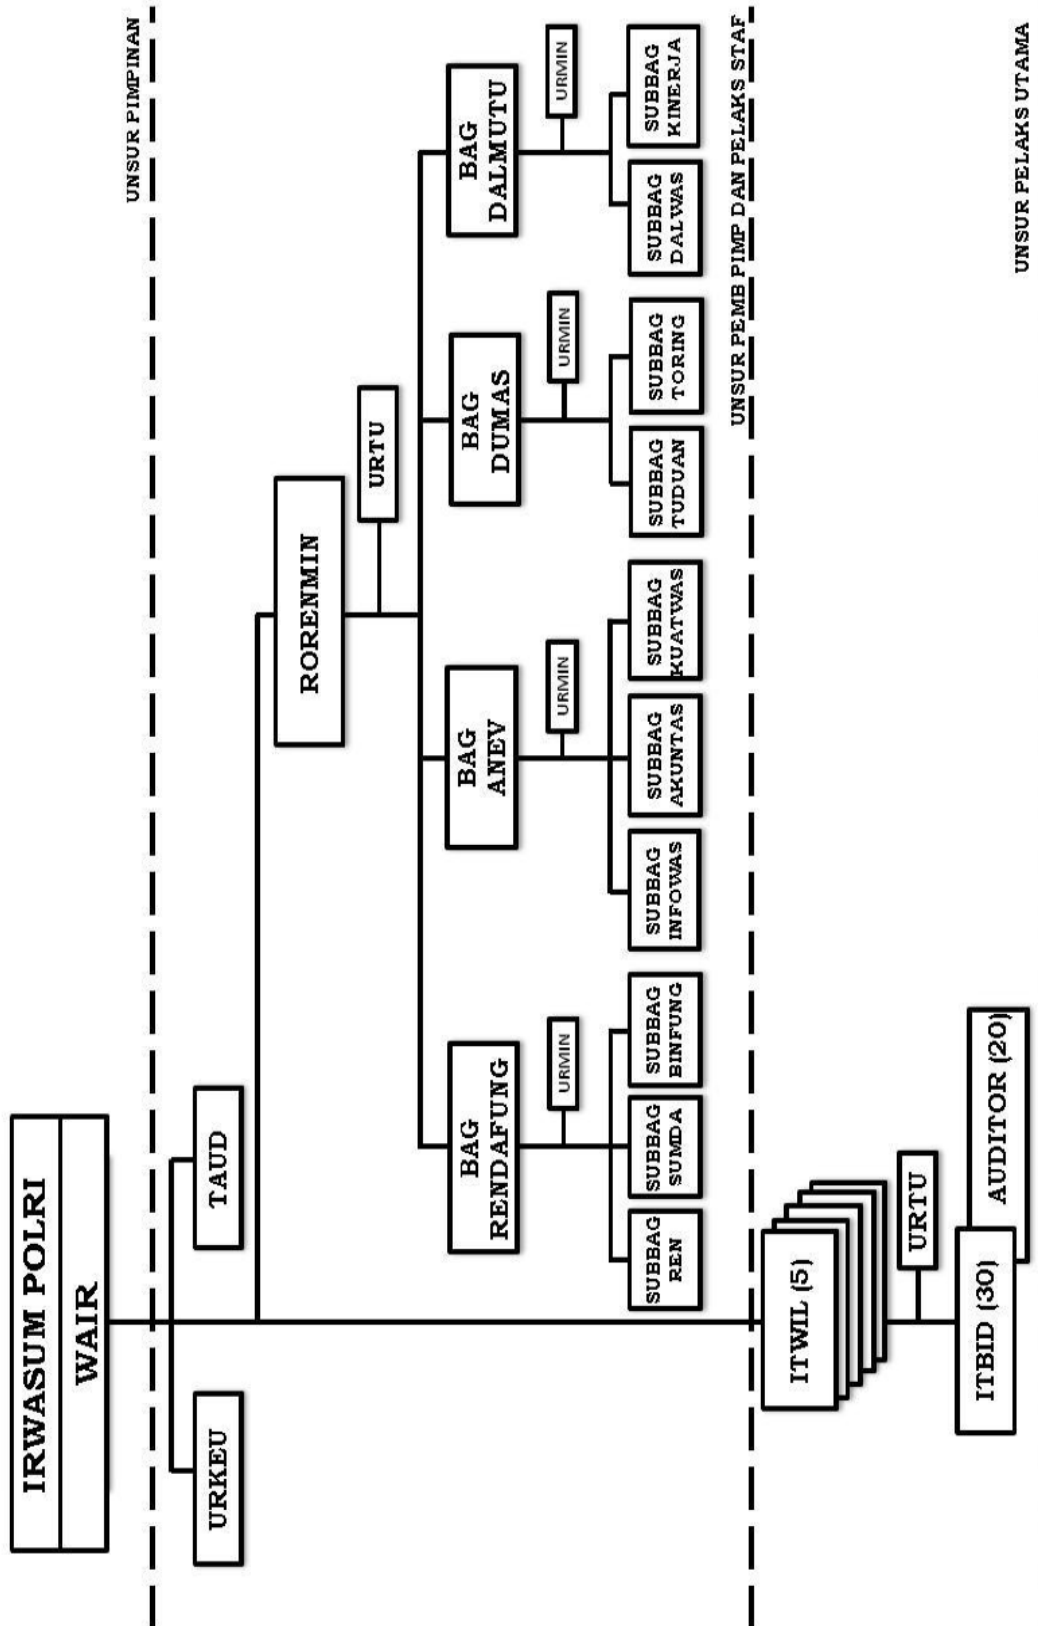 IRWASUM POLRI
WAIR
UNSUR PIMPINAN
URKEU
TAUD
RORENMIN
URTU
BAG
RENDAFUNG
BAG
ANEV
BAG
DUMAS
BAG
DALMUTU
URMIN
URMIN
URMIN
URMIN
SUBBAG
REN
SUBBAG
SUMDA
SUBBAG
BINFUNG
SUBBAG
INFOWAS
SUBBAG
AKUNTAS
SUBBAG
KUATWAS
SUBBAG
TUDUAN
SUBBAG
TORING
SUBBAG
DALWAS
SUBBAG
KINERJA
UNSUR PEMB PIMP DAN PELAKS STAF
ITWIL (5)
URTU
ITBID (30)
AUDITOR (20)
UNSUR PELAKS UTAMA